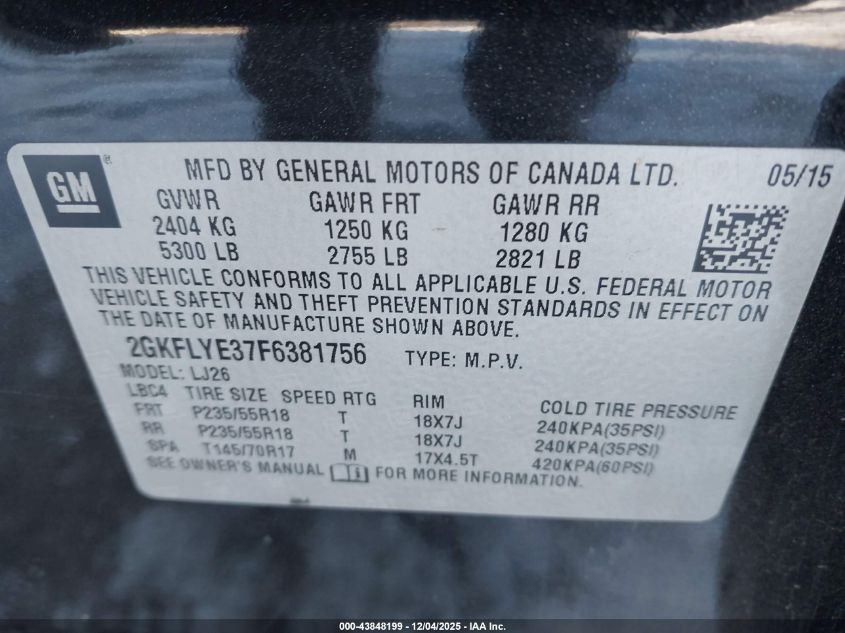 GM ® MFD BY GENERAL MOTORS OF CANADA LTD. 05/15
GVWR GAWR FRT GAWR RR
2404 KG 1250 KG 1280 KG
5300 LB 2755 LB 2821 LB
THIS VEHICLE CONFORMS TO ALL APPLICABLE U.S. FEDERAL MOTOR
VEHICLE SAFETY AND THEFT PREVENTION STANDARDS IN EFFECT ON
THE DATE OF MANUFACTURE SHOWN ABOVE.
2GKFLYE37F6381756 TYPE: M.P.V.
MODEL: LJ26
LBC4 TIRE SIZE SPEED RTG RIM COLD TIRE PRESSURE
FRT P235/55R18 T 18X7J 240KPA(35PSI)
RR P235/55R18 T 18X7J 240KPA(35PSI)
SPA T145/70R17 M 17X4.5T 420KPA(60PSI)
SEE OWNER'S MANUAL FOR MORE INFORMATION.
000-43848199 - 12/04/2025 - IAA Inc.